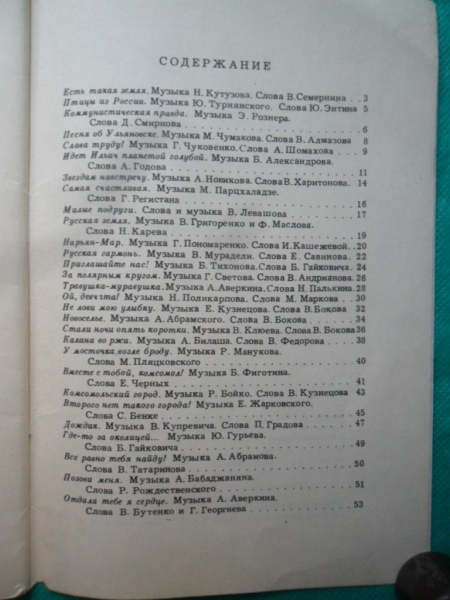 СОДЕРЖАНИЕ
Есть такая земля. Музыка Н. Кутузова. Слова В. Семернина . 3
Птицы из России. Музыка Ю. Турнянского. Слова Ю. Энтина 5
Коммунистическая правда. Музыка Э. Рознера.
Слова Д. Смирнова . . . . . 6
Песня об Ульяновске. Музыка М. Чумакова. Слова В. Алмазова 8
Слава труду! Музыка Г. Чуковенко. Слова А. Шомахова . 9
Идет Ильич планетой голубой. Музыка Б. Александрова.
Слова А. Годова . . . . . 11
Звездам навстречу. Музыка А. Новикова. Слова В. Харитонова. 14
Самая счастливая. Музыка М. Парцхаладзе.
Слова Г. Регистана . . . . . 16
Малые подруги. Слова и музыка В. Левашова . . . 17
Русская земля. Музыка В. Григоренко и Ф. Маслова.
Слова Н. Карева . . . . . 19
Нарьян-Мар. Музыка Г. Пономаренко. Слова И. Кашежевой. 20
Русская гармонь. Музыка В. Мурадели. Слова Е. Савинова. 22
Приглашайте нас! Музыка Б. Тихонова. Слова Б. Гайковича. 24
За полярным кругом. Музыка Г. Светова. Слова В. Андрианова. 26
Травушка-муравушка. Музыка А. Аверкина. Слова Н. Палькина. 28
Ой, девчата! Музыка Н. Поликарпова. Слова М. Маркова . 30
Не лови мою улыбку. Музыка Е. Кузнецова. Слова В. Бокова 32
Новоселье. Музыка А. Абрамского. Слова В. Бокова . . 34
Стали ночи опять коротки. Музыка В. Клюева. Слова В. Бокова 36
Калина во ржи. Музыка А. Билаша. Слова В. Федорова . 38
У мосточка, возле броду. Музыка Р. Манукова.
Слова М. Пляцковского . . . . . 40
Вместе с тобой, комсомол! Музыка Б. Фиготина.
Слова Е. Черных . . . . . 41
Комсомольский город. Музыка Р. Бойко. Слова В. Кузнецова 43
Второго нет такого города! Музыка Е. Жарковского.
Слова С. Бенке . . . . . 45
Дождик. Музыка В. Купревича. Слова П. Градова . . 47
Где-то за околицей... Музыка Ю. Гурьева.
Слова Б. Гайковича . . . . . 49
Все равно тебя найду! Музыка А. Абрамова.
Слова В. Татаринова . . . . . 50
Позови меня. Музыка А. Бабаджаняна.
Слова Р. Рождественского . . . . . 51
Отдала тебе я сердце. Музыка А. Аверкина.
Слова В. Бутенко и Г. Георгиева . . . . . 53